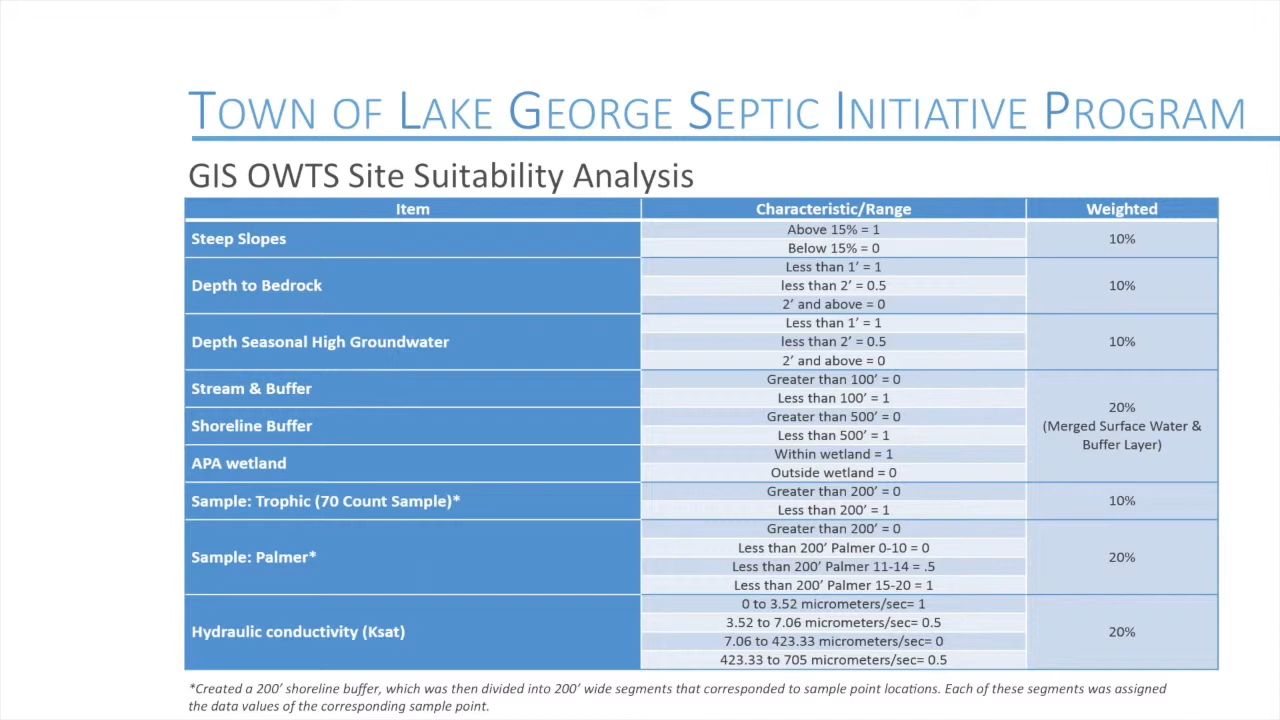 TOWN OF LAKE GEORGE SEPTIC INITIATIVE PROGRAM
GIS OWTS Site Suitability Analysis
Item Characteristic/Range Weighted
Steep Slopes
Above 15% = 1
Below 15% = 0
10%
Depth to Bedrock
Less than 1’ = 1
less than 2’ = 0.5
2’ and above = 0
10%
Depth Seasonal High Groundwater
Less than 1’ = 1
less than 2’ = 0.5
2’ and above = 0
10%
Stream & Buffer
Greater than 100’ = 0
Less than 100’ = 1
Shoreline Buffer
Greater than 500’ = 0
Less than 500’ = 1
APA wetland
Within wetland = 1
Outside wetland = 0
20%
(Merged Surface Water &
Buffer Layer)
Sample: Trophic (70 Count Sample)*
Greater than 200’ = 0
Less than 200’ = 1
10%
Sample: Palmer*
Greater than 200’ = 0
Less than 200’ Palmer 0-10 = 0
Less than 200’ Palmer 11-14 = .5
Less than 200’ Palmer 15-20 = 1
20%
Hydraulic conductivity (Ksat)
0 to 3.52 micrometers/sec= 1
3.52 to 7.06 micrometers/sec= 0.5
7.06 to 423.33 micrometers/sec= 0
423.33 to 705 micrometers/sec= 0.5
20%
*Created a 200’ shoreline buffer, which was then divided into 200’ wide segments that corresponded to sample point locations. Each of these segments was assigned
the data values of the corresponding sample point.